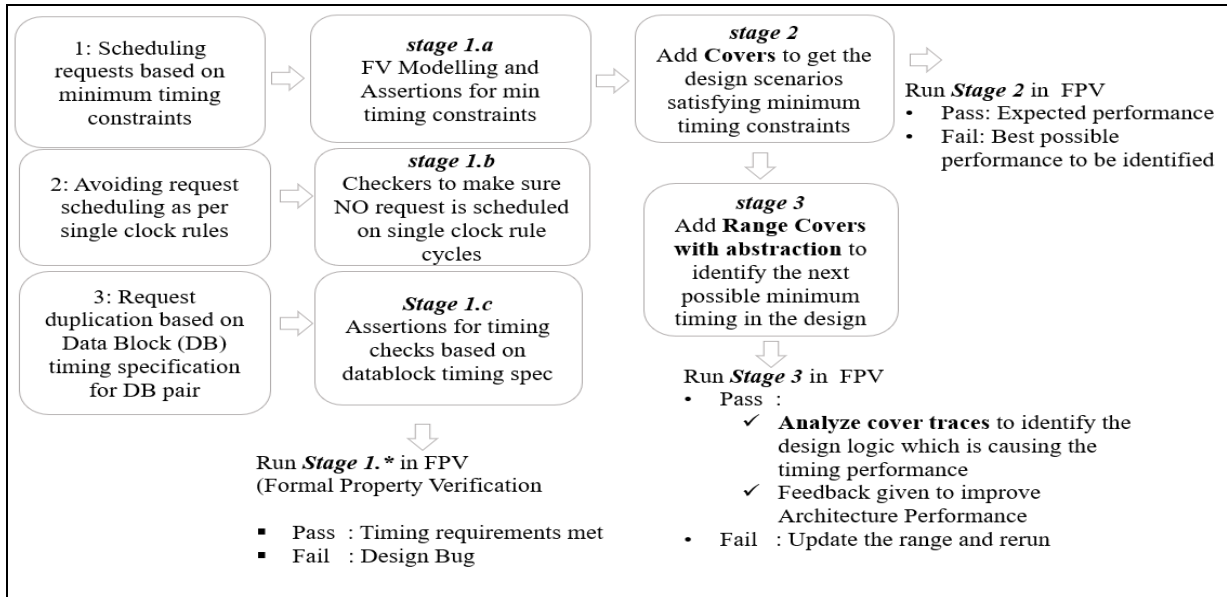 1: Scheduling
requests based on
minimum timing
constraints
stage 1.a
FV Modelling and
Assertions for min
timing constraints
stage 2
Add Covers to get the
design scenarios
satisfying minimum
timing constraints
Run Stage 2 in FPV
• Pass: Expected performance
• Fail: Best possible
performance to be identified
2: Avoiding request
scheduling as per
single clock rules
stage 1.b
Checkers to make sure
NO request is scheduled
on single clock rule
cycles
stage 3
Add Range Covers
with abstraction to
identify the next
possible minimum
timing in the design
3: Request
duplication based on
Data Block (DB)
timing specification
for DB pair
Stage 1.c
Assertions for timing
checks based on
datablock timing spec
Run Stage 1.* in FPV
(Formal Property Verification
▪ Pass : Timing requirements met
▪ Fail : Design Bug
Run Stage 3 in FPV
• Pass :
✓ Analyze cover traces to identify the
design logic which is causing the
timing performance
✓ Feedback given to improve
Architecture Performance
• Fail : Update the range and rerun